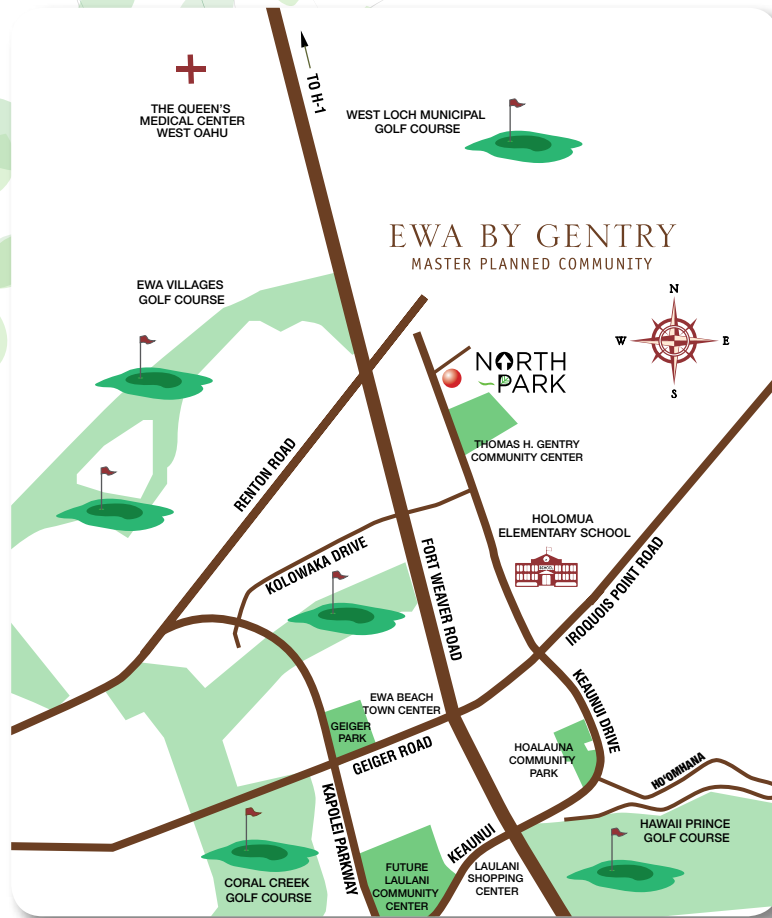 TO H-1
THE QUEEN'S
MEDICAL CENTER
WEST OAHU
WEST LOCH MUNICIPAL
GOLF COURSE
EWA BY GENTRY
MASTER PLANNED COMMUNITY
EWA VILLAGES
GOLF COURSE
N
W
E
S
NORTH
PARK
THOMAS H. GENTRY
COMMUNITY CENTER
RENTON ROAD
HOLOMUA
ELEMENTARY SCHOOL
SCHOOL
KOLOWAKA DRIVE
FORT WEAVER ROAD
IROQUOIS POINT ROAD
EWA BEACH
TOWN CENTER
KEAUNUI DRIVE
GEIGER
PARK
GEIGER ROAD
HOALAUNA
COMMUNITY
PARK
HO'OMHANA
KAPOLEI PARKWAY
KEAUNUI
HAWAII PRINCE
GOLF COURSE
CORAL CREEK
GOLF COURSE
FUTURE
LAULANI
COMMUNITY
CENTER
LAULANI
SHOPPING
CENTER